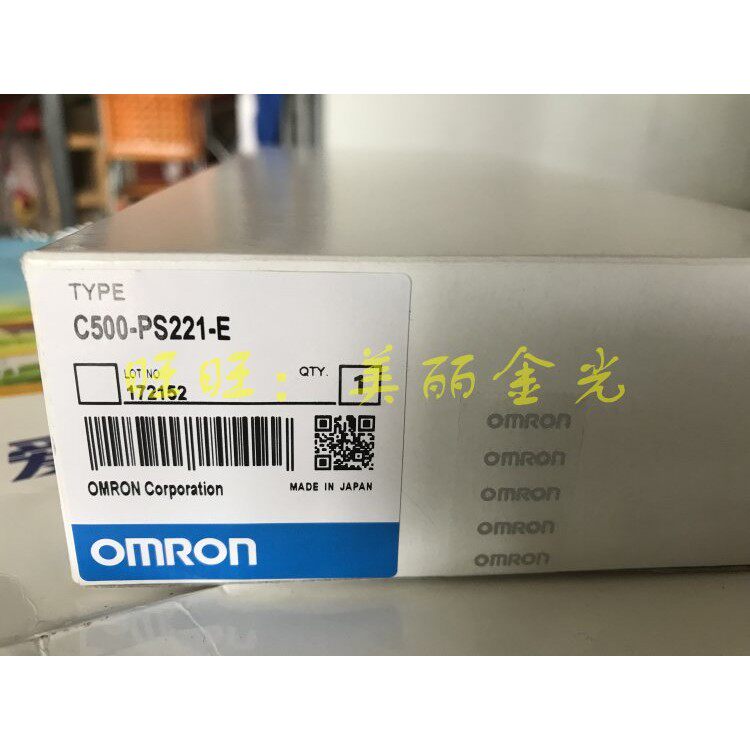 TYPE
C500-PS221-E
LOT NO.
QTY.
172152
1
旺旺：美丽金光
OMRON Corporation
MADE IN JAPAN
OMRON
OMRON
OMRON
OMRON
OMRON
OMRON
爱